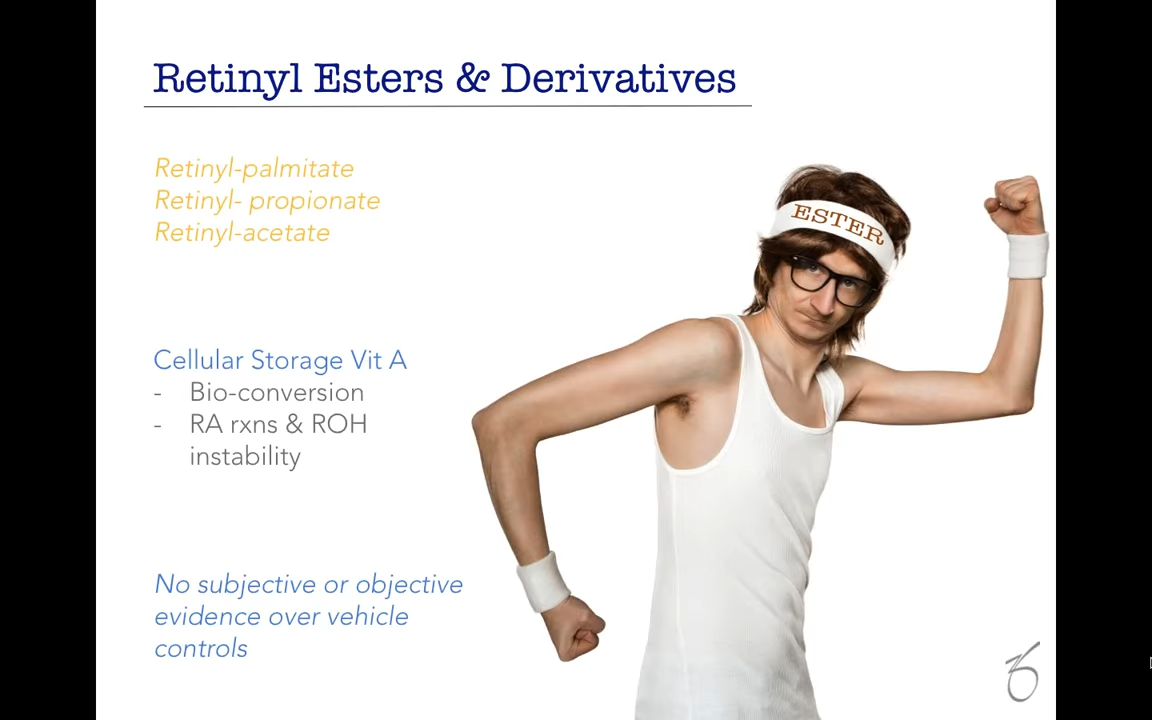 Retinyl Esters & Derivatives
Retinyl-palmitate
Retinyl- propionate
Retinyl-acetate
ESTER
Cellular Storage Vit A
- Bio-conversion
- RA rxns & ROH
instability
No subjective or objective
evidence over vehicle
controls